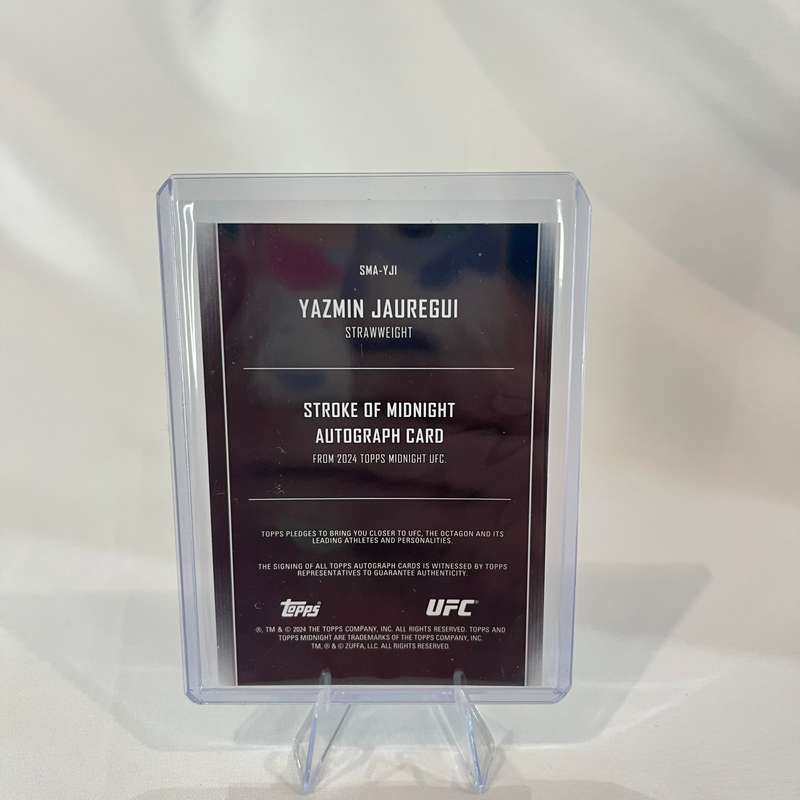 SMA-YJI
YAZMIN JAUREGUI
STRAWWEIGHT
STROKE OF MIDNIGHT
AUTOGRAPH CARD
FROM 2024 TOPPS MIDNIGHT UFC.
TOPPS PLEDGES TO BRING YOU CLOSER TO UFC, THE OCTAGON AND ITS
LEADING ATHLETES AND PERSONALITIES.
THE SIGNING OF ALL TOPPS AUTOGRAPH CARDS IS WITNESSED BY TOPPS
REPRESENTATIVES TO GUARANTEE AUTHENTICITY.
topps® UFC®
®, TM & © 2024 THE TOPPS COMPANY, INC. ALL RIGHTS RESERVED. TOPPS AND
TOPPS MIDNIGHT ARE TRADEMARKS OF THE TOPPS COMPANY, INC.
TM, ® & © ZUFFA, LLC. ALL RIGHTS RESERVED.